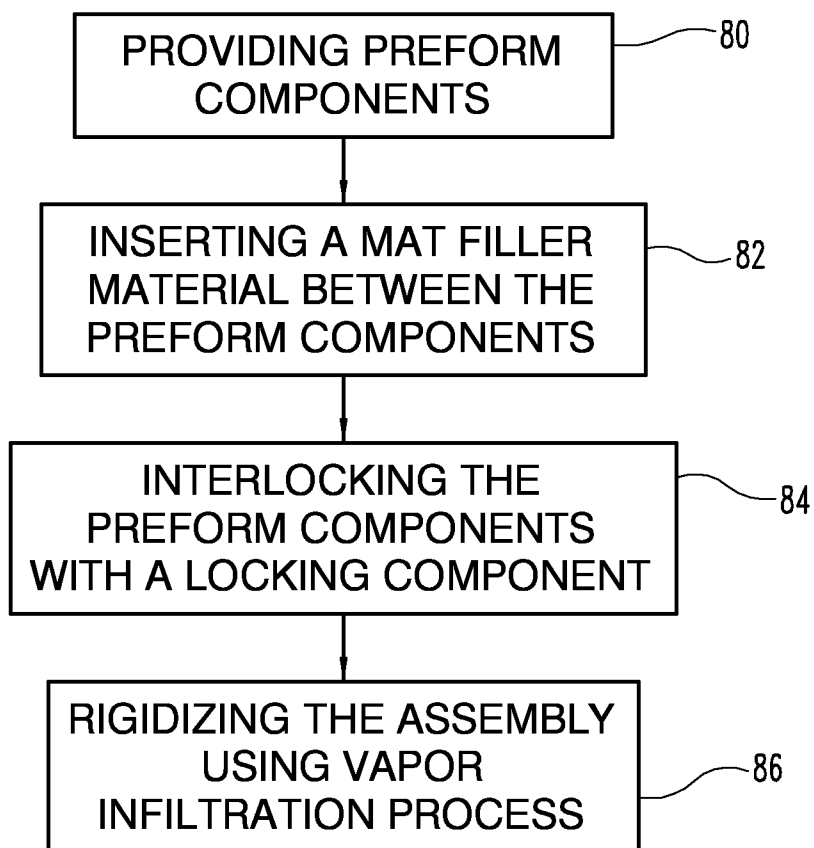 PROVIDING PREFORM
COMPONENTS
80
INSERTING A MAT FILLER
MATERIAL BETWEEN THE
PREFORM COMPONENTS
82
INTERLOCKING THE
PREFORM COMPONENTS
WITH A LOCKING COMPONENT
84
RIGIDIZING THE ASSEMBLY
USING VAPOR
INFILTRATION PROCESS
86